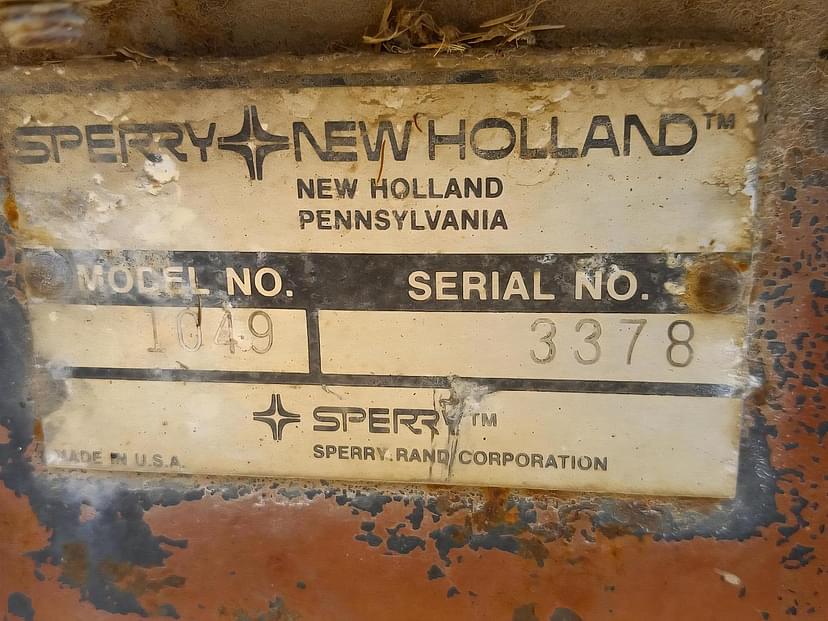 SPERRY NEW HOLLAND™
NEW HOLLAND
PENNSYLVANIA
MODEL NO. SERIAL NO.
1049 3378
SPERRY™
MADE IN U.S.A. SPERRY RAND CORPORATION